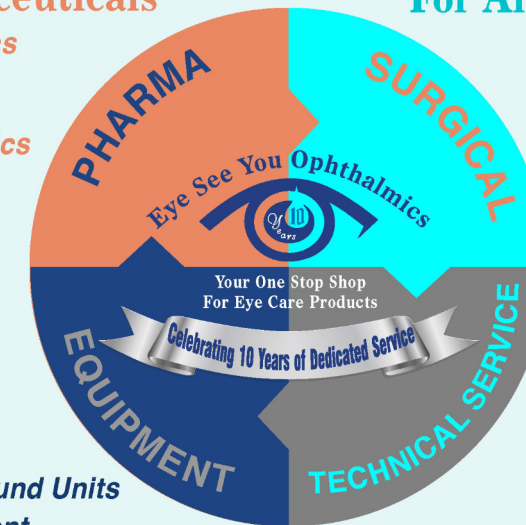 PHARMA
SURGICAL
Eye See You Ophthalmics
10
Years
Your One Stop Shop
For Eye Care Products
Celebrating 10 Years of Dedicated Service
EQUIPMENT
TECHNICAL SERVICE
Units